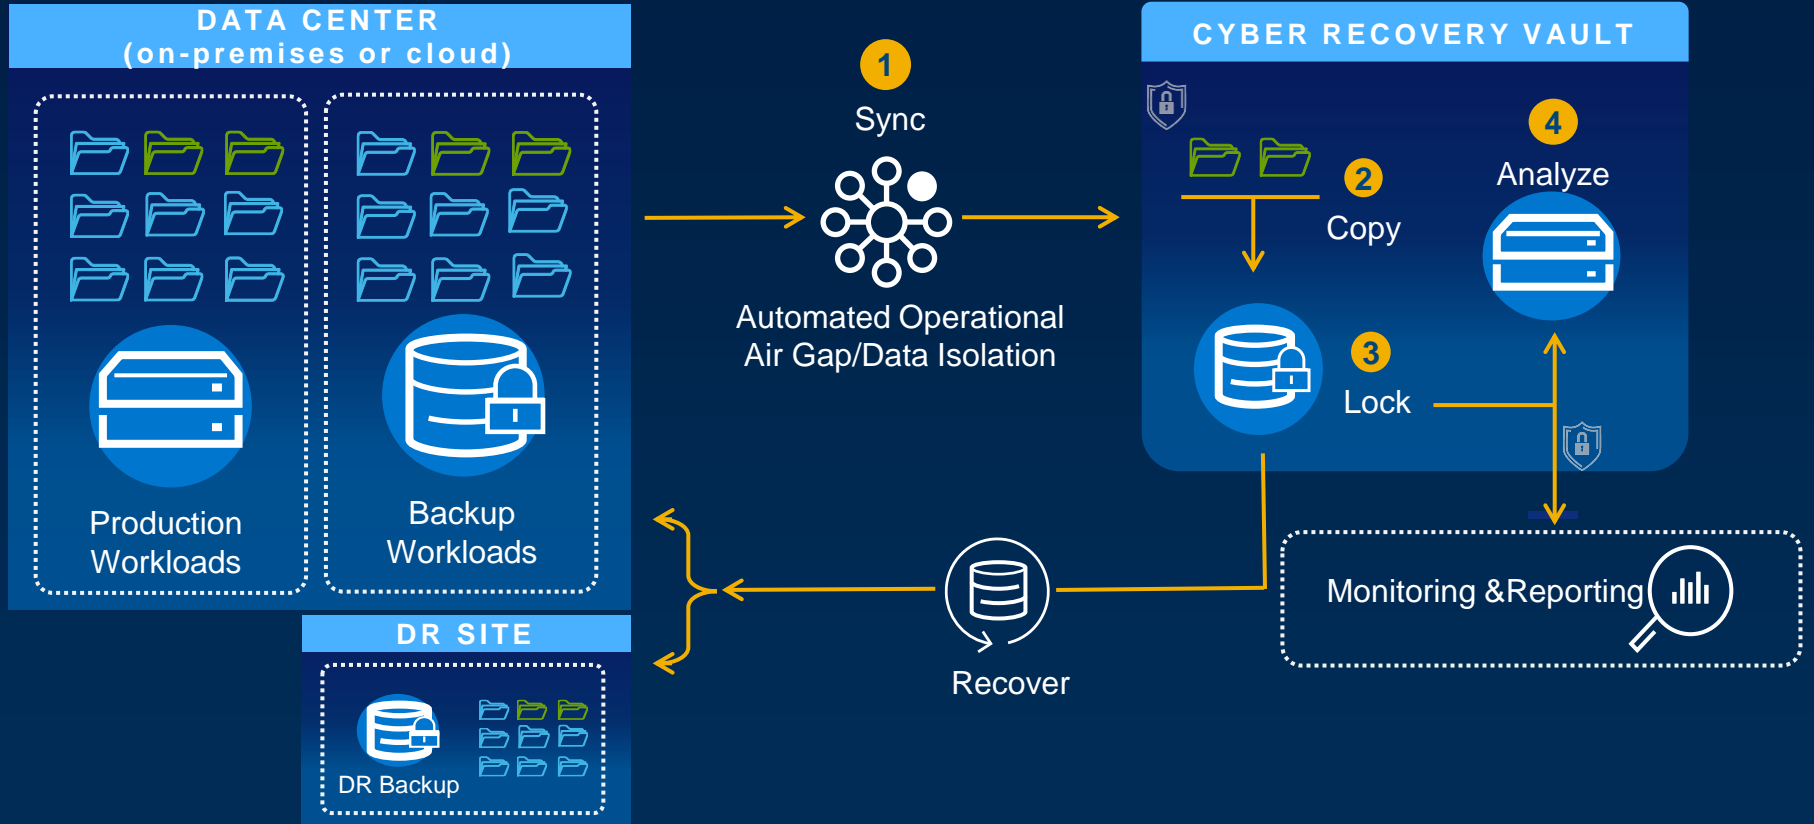 DATA CENTER
(on-premises or cloud)
Production
Workloads
Backup
Workloads
DR SITE
DR Backup
1
Sync
Automated Operational
Air Gap/Data Isolation
CYBER RECOVERY VAULT
2
Copy
3
Lock
4
Analyze
Monitoring &Reporting
Recover